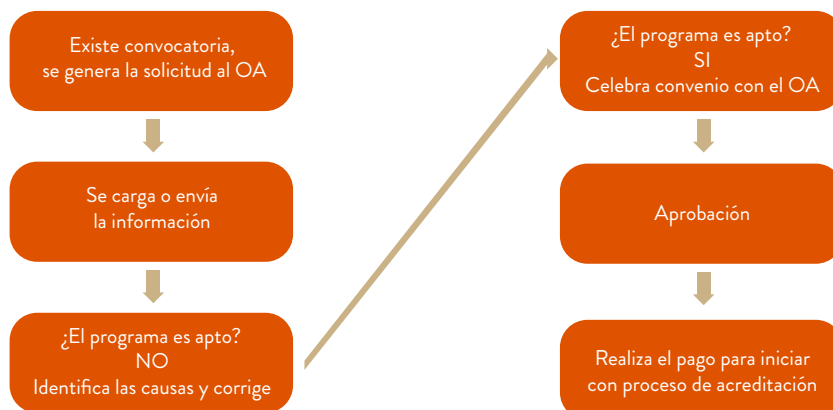 Existe convocatoria,
se genera la solicitud al OA
Se carga o envía
la información
¿El programa es apto?
NO
Identifica las causas y corrige
¿El programa es apto?
SI
Celebra convenio con el OA
Aprobación
Realiza el pago para iniciar
con proceso de acreditación